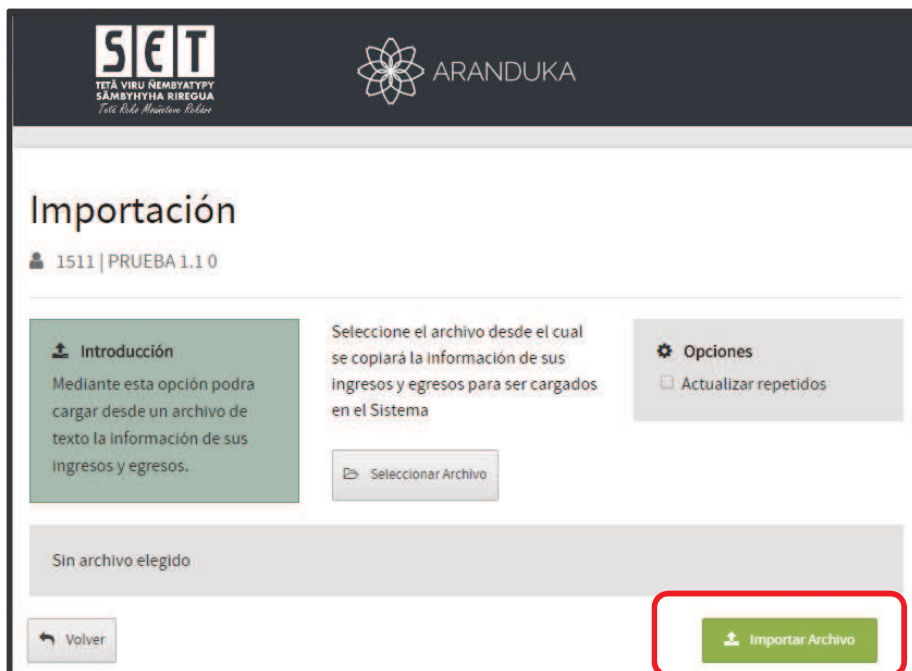 SET
TETÃ VIRU ÑEMBYATYPY
SÃMBYHYHA RIREGUA
ARANDUKA
Importación
1511 | PRUEBA 1.1 0
Introducción
Mediante esta opción podra
cargar desde un archivo de
texto la información de sus
ingresos y egresos.
Seleccione el archivo desde el cual
se copiará la información de sus
ingresos y egresos para ser cargados
en el Sistema
Seleccionar Archivo
Opciones
Actualizar repetidos
Sin archivo elegido
Volver
Importar Archivo